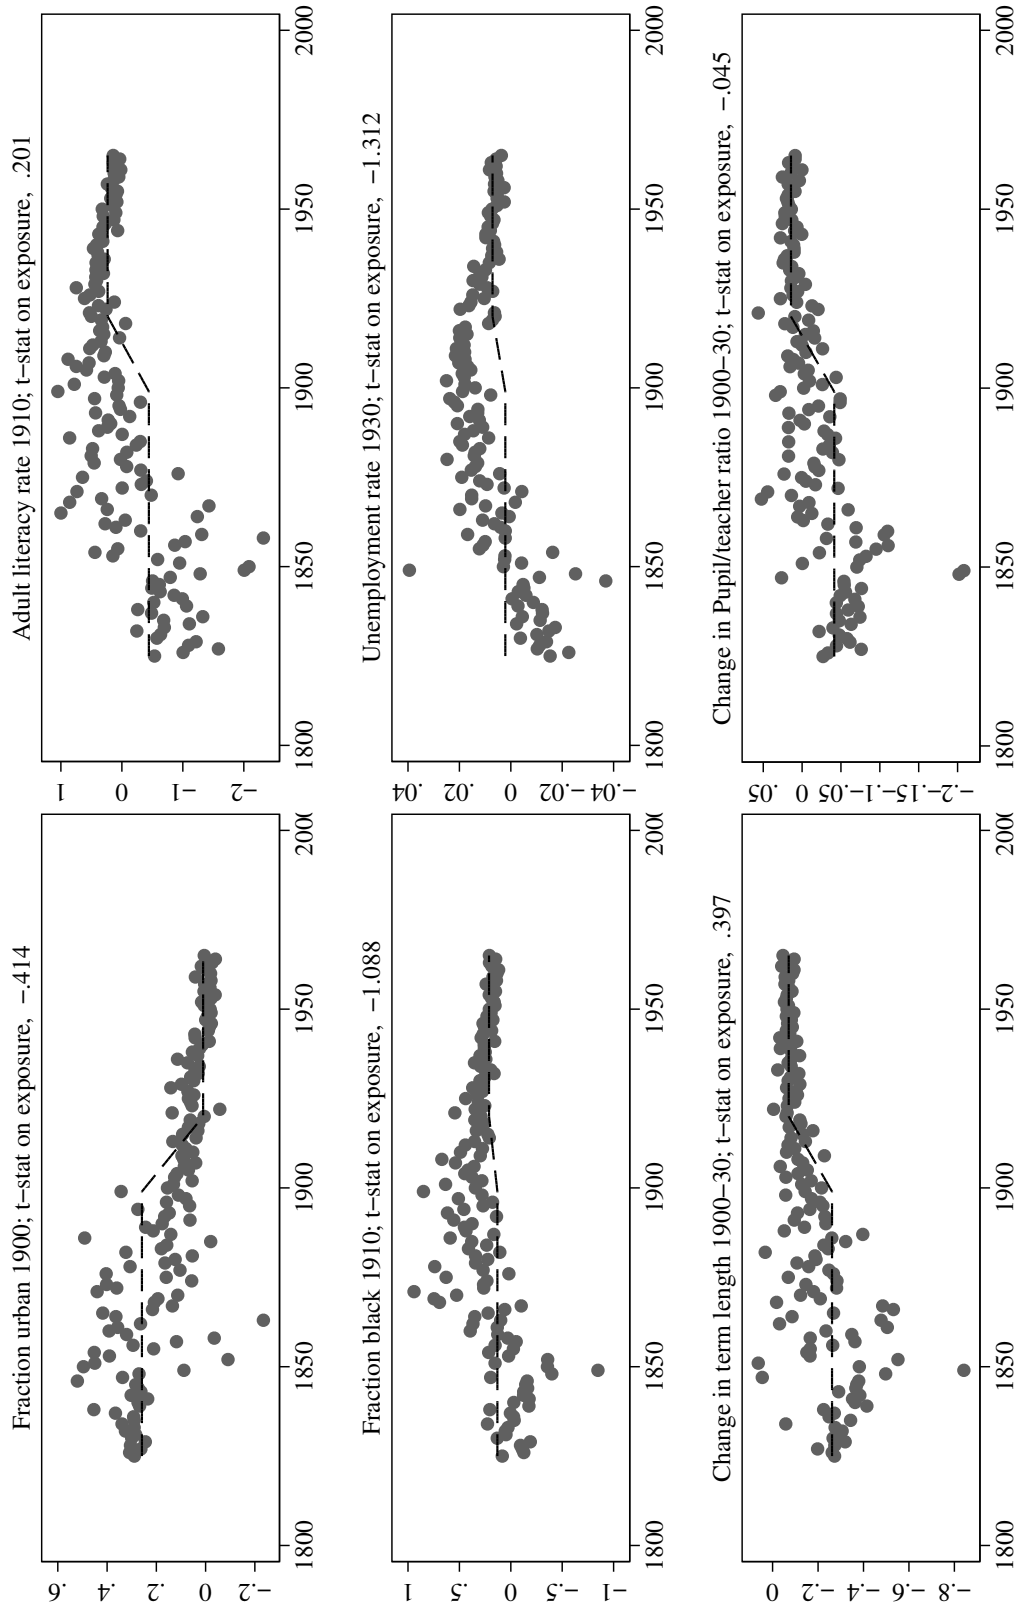 Fraction urban 1900; t−stat on exposure, −.414
−.2 0 .2 .4 .6
1800 1850 1900 1950 2000
Adult literacy rate 1910; t−stat on exposure, .201
−2 −1 0 1
1800 1850 1900 1950 2000
Fraction black 1910; t−stat on exposure, −1.088
−1 −.5 0 .5 1
1800 1850 1900 1950 2000
Unemployment rate 1930; t−stat on exposure, −1.312
−.04 −.02 0 .02 .04
1800 1850 1900 1950 2000
Change in term length 1900−30; t−stat on exposure, .397
−.8 −.6 −.4 −.2 0
1800 1850 1900 1950 2000
Change in Pupil/teacher ratio 1900−30; t−stat on exposure, −.045
−.2 −.15 −.1 −.05 0 .05
1800 1850 1900 1950 2000